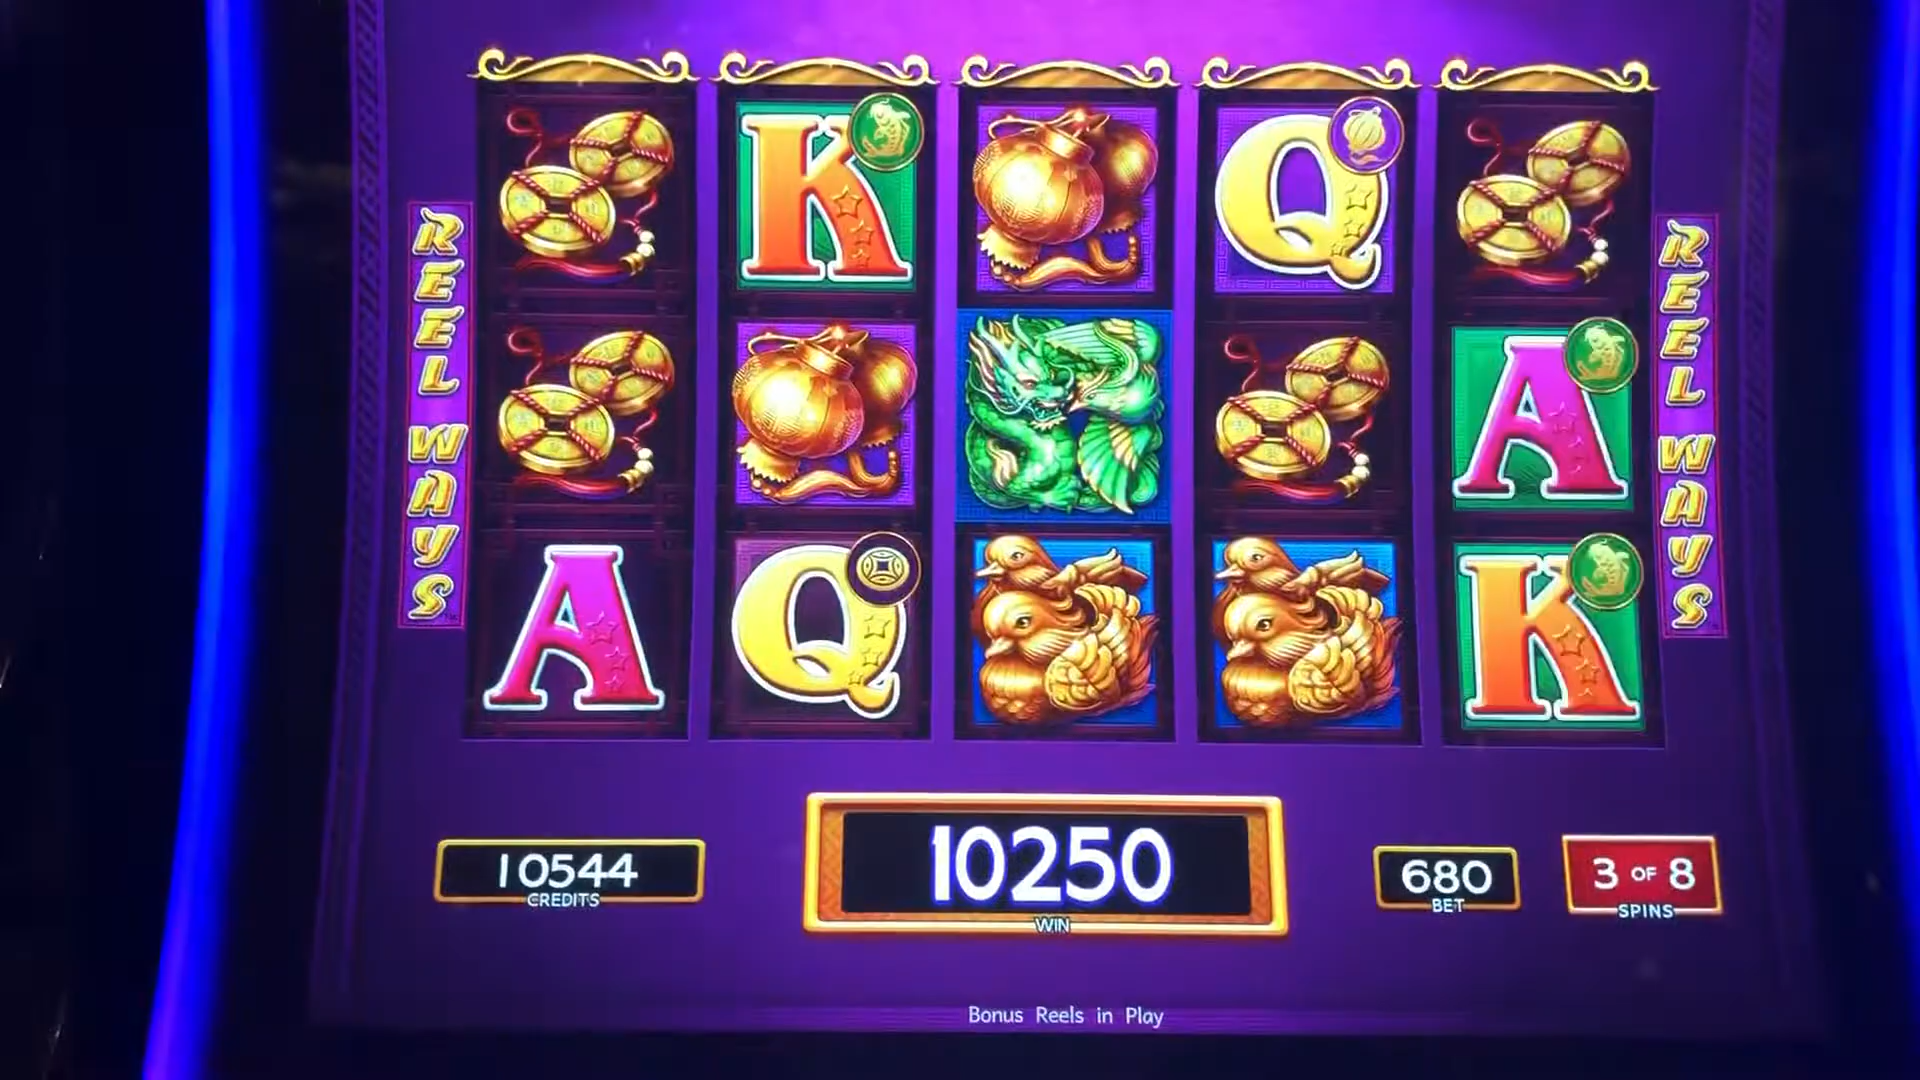 K
Q
REEL WAYS
REEL WAYS
A
A
Q
K
10544
CREDITS
10250
WIN
680
BET
3 OF 8
SPINS
Bonus Reels in Play